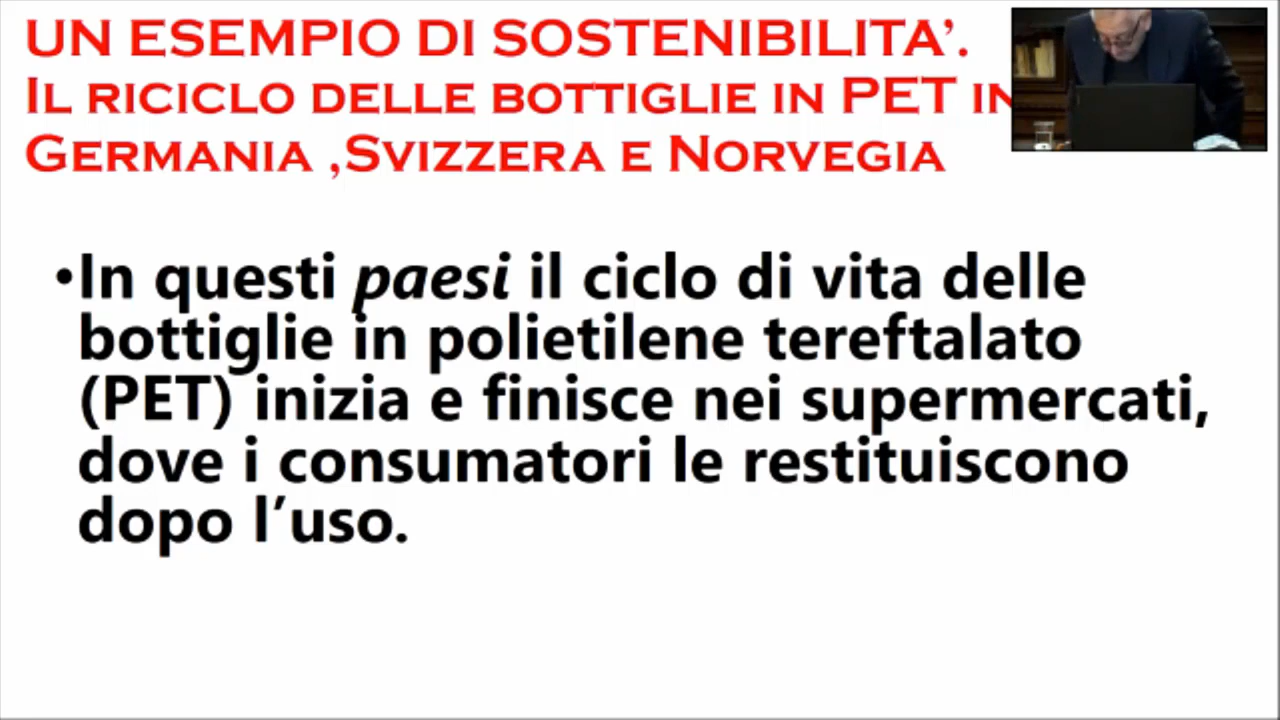 UN ESEMPIO DI SOSTENIBILITA’.
IL RICICLO DELLE BOTTIGLIE IN PET IN
GERMANIA ,SVIZZERA E NORVEGIA
•In questi paesi il ciclo di vita delle
bottiglie in polietilene tereftalato
(PET) inizia e finisce nei supermercati,
dove i consumatori le restituiscono
dopo l’uso.